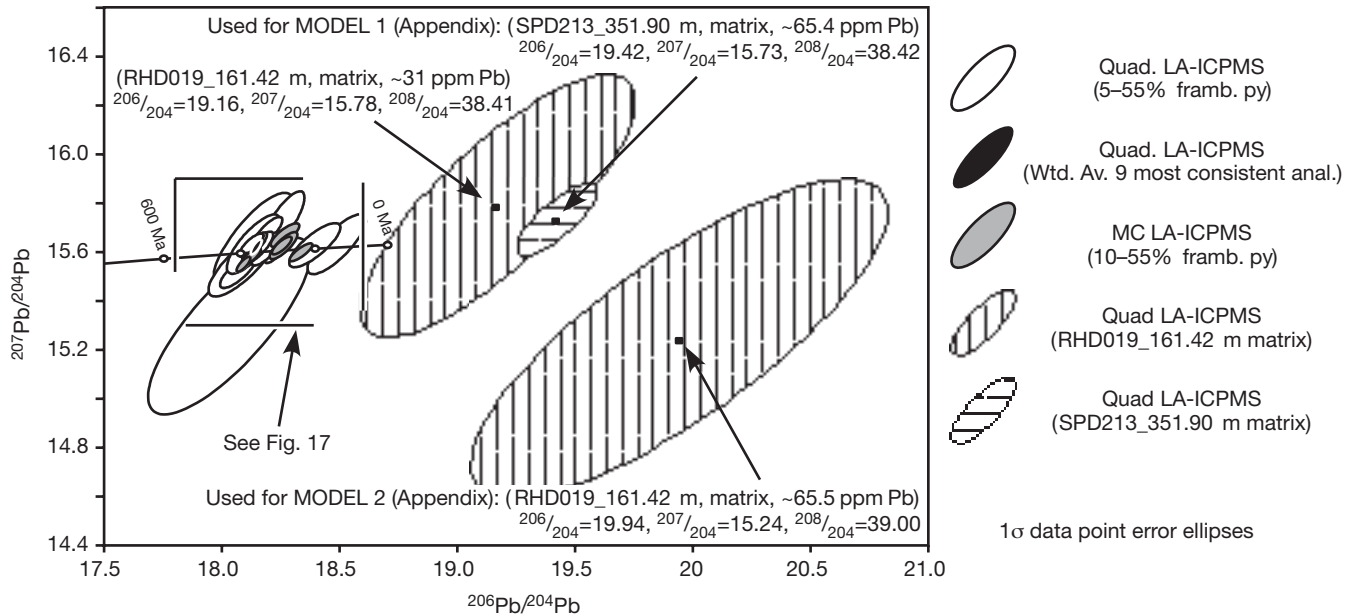 Used for MODEL 1 (Appendix): (SPD213_351.90 m, matrix, ~65.4 ppm Pb)
206/204=19.42, 207/204=15.73, 208/204=38.42
(RHD019_161.42 m, matrix, ~31 ppm Pb)
206/204=19.16, 207/204=15.78, 208/204=38.41
600 Ma
0 Ma
See Fig. 17
Used for MODEL 2 (Appendix): (RHD019_161.42 m, matrix, ~65.5 ppm Pb)
206/204=19.94, 207/204=15.24, 208/204=39.00
207Pb/204Pb
16.4
16.0
15.6
15.2
14.8
14.4
17.5 18.0 18.5 19.0 19.5 20 20.5 21.0
206Pb/204Pb
Quad. LA-ICPMS
(5–55% framb. py)
Quad. LA-ICPMS
(Wtd. Av. 9 most consistent anal.)
MC LA-ICPMS
(10–55% framb. py)
Quad LA-ICPMS
(RHD019_161.42 m matrix)
Quad LA-ICPMS
(SPD213_351.90 m matrix)
1σ data point error ellipses